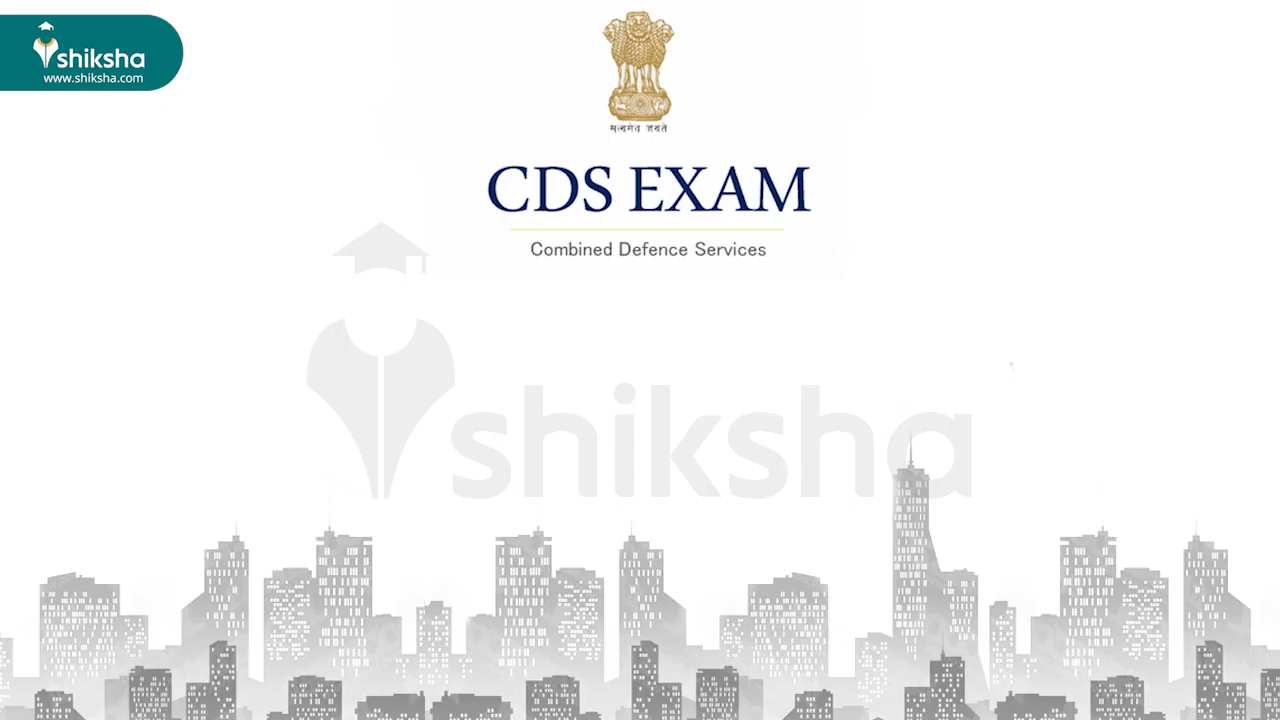 shiksha
www.shiksha.com
सत्यमेव जयते
CDS EXAM
Combined Defence Services
shiksha